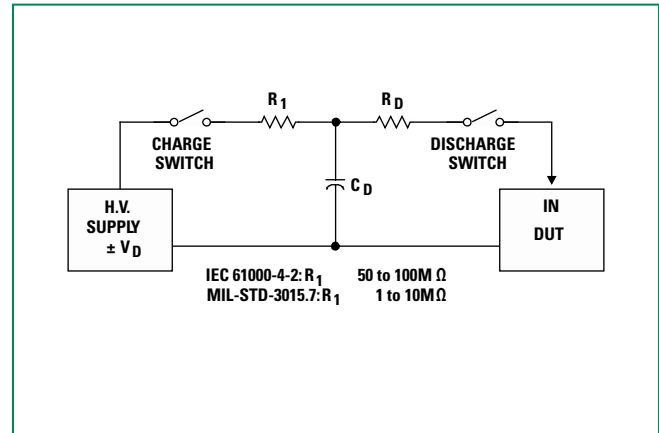 R1
RD
CHARGE
SWITCH
DISCHARGE
SWITCH
CD
H.V.
SUPPLY
± VD
IN
DUT
IEC 61000-4-2: R1 50 to 100M Ω
MIL-STD-3015.7: R1 1 to 10M Ω